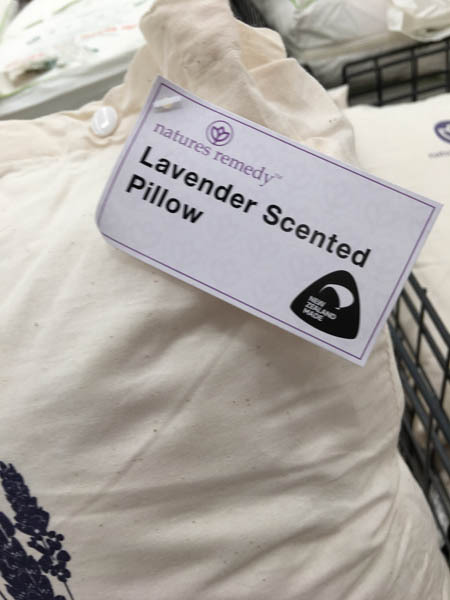 natures remedy™
Lavender Scented
Pillow
NEW
ZEALAND
MADE